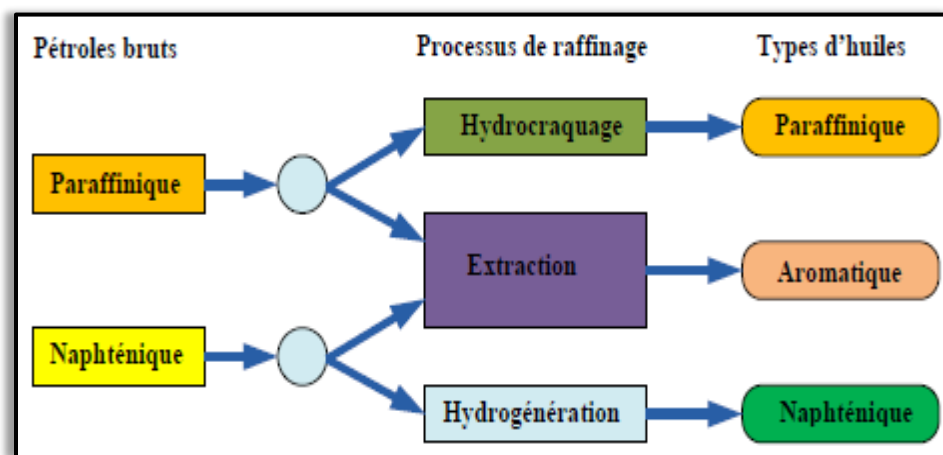 Pétroles bruts
Processus de raffinage
Types d'huiles
Hydrocraquage
Paraffinique
Paraffinique
Extraction
Aromatique
Naphténique
Hydrogénération
Naphténique